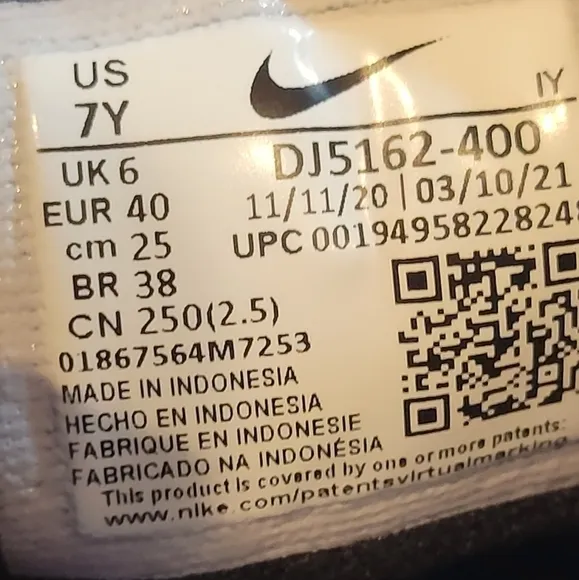 US
7Y
IY
UK 6
DJ5162-400
EUR 40
11/11/20 | 03/10/21
cm 25
UPC 0019495822824
BR 38
CN 250(2.5)
01867564M7253
MADE IN INDONESIA
HECHO EN INDONESIA
FABRIQUE EN INDONESIE
FABRICADO NA INDONÉSIA
This product is covered by one or more patents:
www.nike.com/patentsvirtualmarking